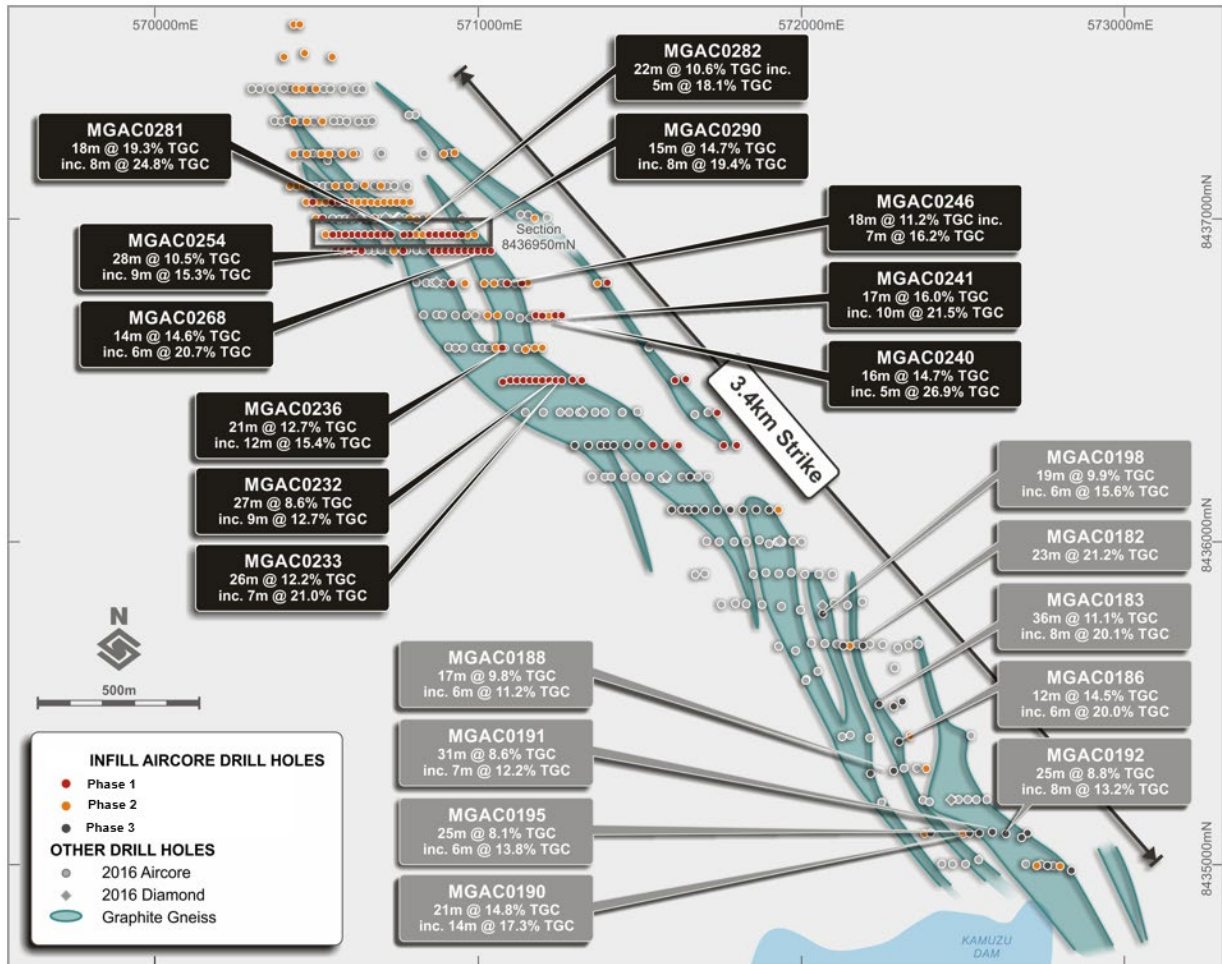 570000mE
571000mE
572000mE
573000mE
MGAC0282
22m @ 10.6% TGC inc.
5m @ 18.1% TGC
MGAC0281
18m @ 19.3% TGC
inc. 8m @ 24.8% TGC
MGAC0290
15m @ 14.7% TGC
inc. 8m @ 19.4% TGC
MGAC0246
18m @ 11.2% TGC inc.
7m @ 16.2% TGC
8437000mN
Section
8436950mN
MGAC0254
28m @ 10.5% TGC
inc. 9m @ 15.3% TGC
MGAC0241
17m @ 16.0% TGC
inc. 10m @ 21.5% TGC
MGAC0268
14m @ 14.6% TGC
inc. 6m @ 20.7% TGC
MGAC0240
16m @ 14.7% TGC
inc. 5m @ 26.9% TGC
3.4km Strike
MGAC0236
21m @ 12.7% TGC
inc. 12m @ 15.4% TGC
MGAC0232
27m @ 8.6% TGC
inc. 9m @ 12.7% TGC
MGAC0233
26m @ 12.2% TGC
inc. 7m @ 21.0% TGC
MGAC0198
19m @ 9.9% TGC
inc. 6m @ 15.6% TGC
8436000mN
MGAC0182
23m @ 21.2% TGC
MGAC0183
36m @ 11.1% TGC
inc. 8m @ 20.1% TGC
MGAC0186
12m @ 14.5% TGC
inc. 6m @ 20.0% TGC
MGAC0192
25m @ 8.8% TGC
inc. 8m @ 13.2% TGC
MGAC0188
17m @ 9.8% TGC
inc. 6m @ 11.2% TGC
MGAC0191
31m @ 8.6% TGC
inc. 7m @ 12.2% TGC
MGAC0195
25m @ 8.1% TGC
inc. 6m @ 13.8% TGC
MGAC0190
21m @ 14.8% TGC
inc. 14m @ 17.3% TGC
8435000mN
KAMUZU
DAM
N
500m
INFILL AIRCORE DRILL HOLES
Phase 1
Phase 2
Phase 3
OTHER DRILL HOLES
2016 Aircore
2016 Diamond
Graphite Gneiss